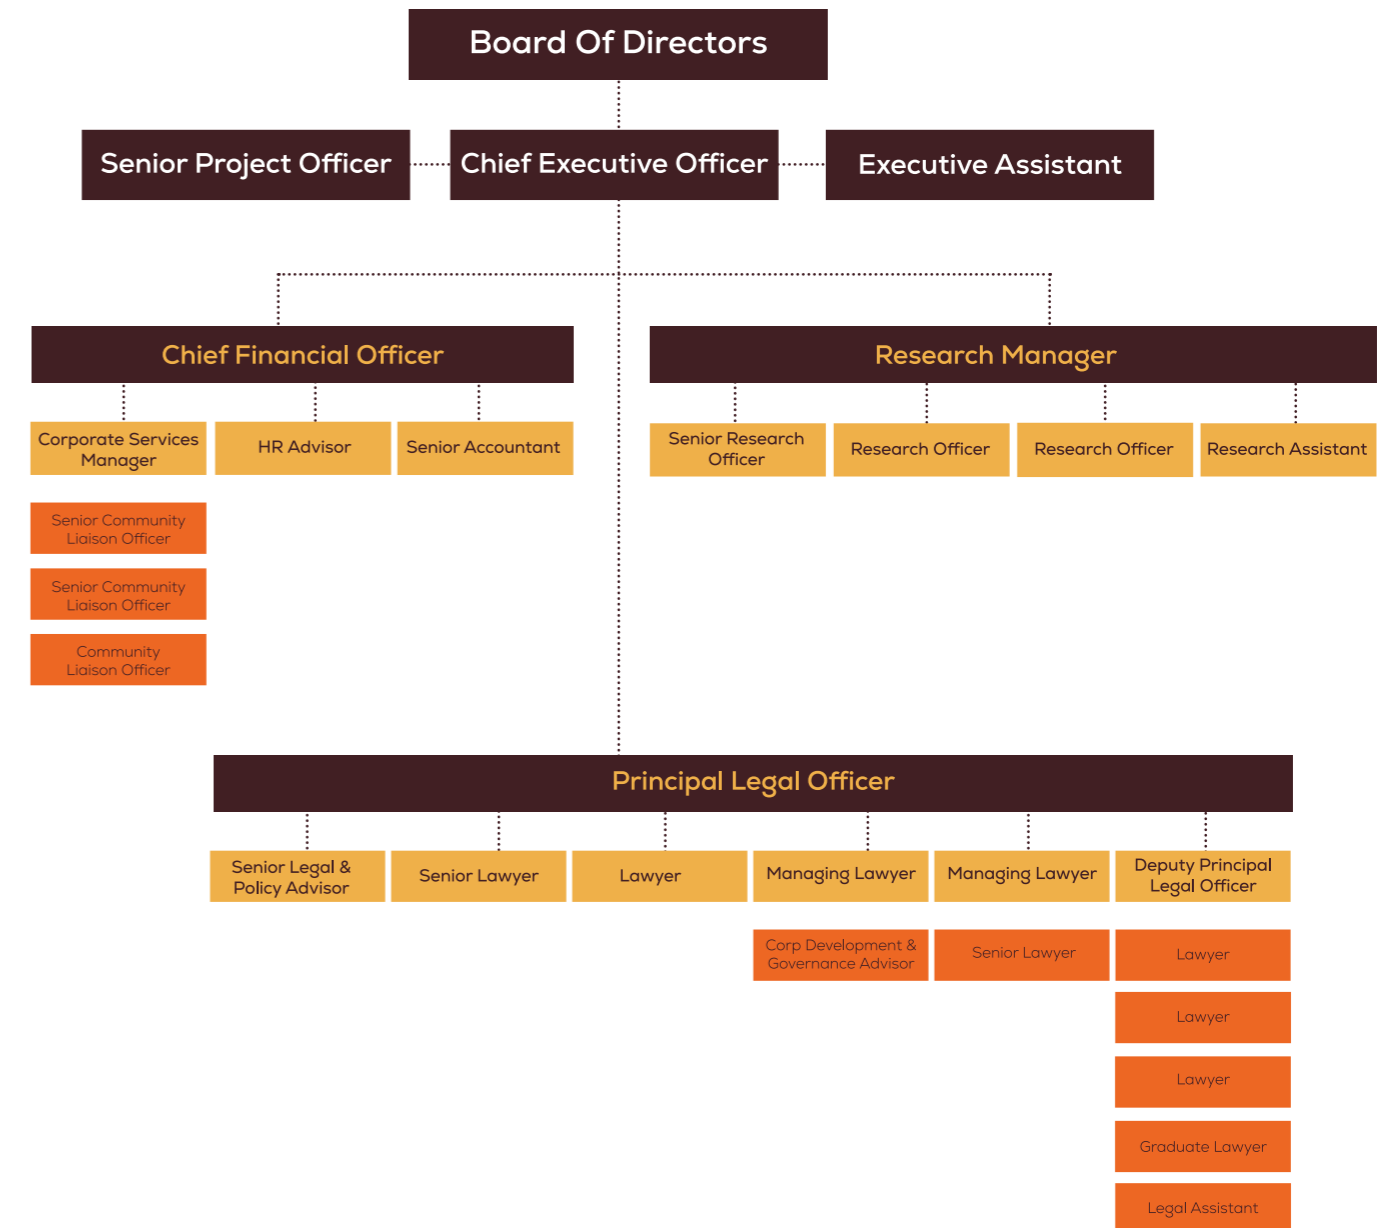 Board Of Directors
Senior Project Officer
Chief Executive Officer
Executive Assistant
Chief Financial Officer
Research Manager
Corporate Services
Manager
HR Advisor
Senior Accountant
Senior Research
Officer
Research Officer
Research Officer
Research Assistant
Senior Community
Liaison Officer
Senior Community
Liaison Officer
Community
Liaison Officer
Principal Legal Officer
Senior Legal &
Policy Advisor
Senior Lawyer
Lawyer
Managing Lawyer
Managing Lawyer
Deputy Principal
Legal Officer
Corp Development &
Governance Advisor
Senior Lawyer
Lawyer
Lawyer
Lawyer
Graduate Lawyer
Legal Assistant